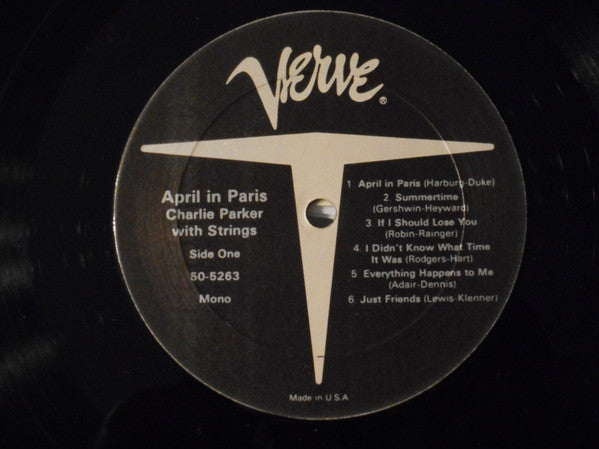 Verve®
April in Paris
Charlie Parker
with Strings
Side One
50-5263
Mono
1 April in Paris (Harburg-Duke)
2. Summertime
(Gershwin-Heyward)
3. If I Should Lose You
(Robin-Rainger)
4. I Didn't Know What Time
It Was (Rodgers-Hart)
5 Everything Happens to Me
(Adair-Dennis)
6. Just Friends (Lewis-Klenner)
Made in U.S.A